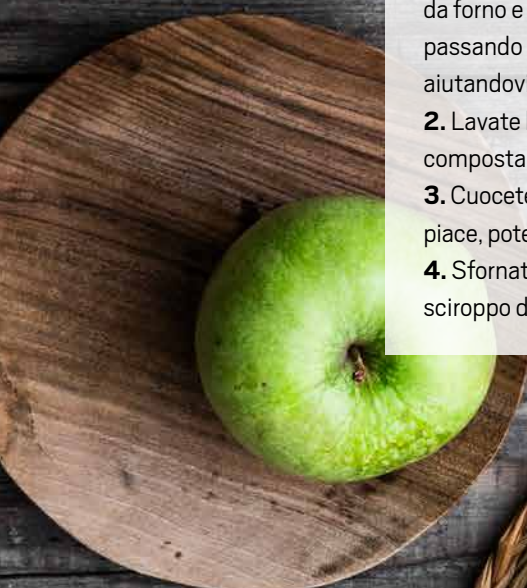 da forno e
passando
aiutandov
2. Lavate
composta
3. Cuocete
piace, pote
4. Sfornat
sciroppo d